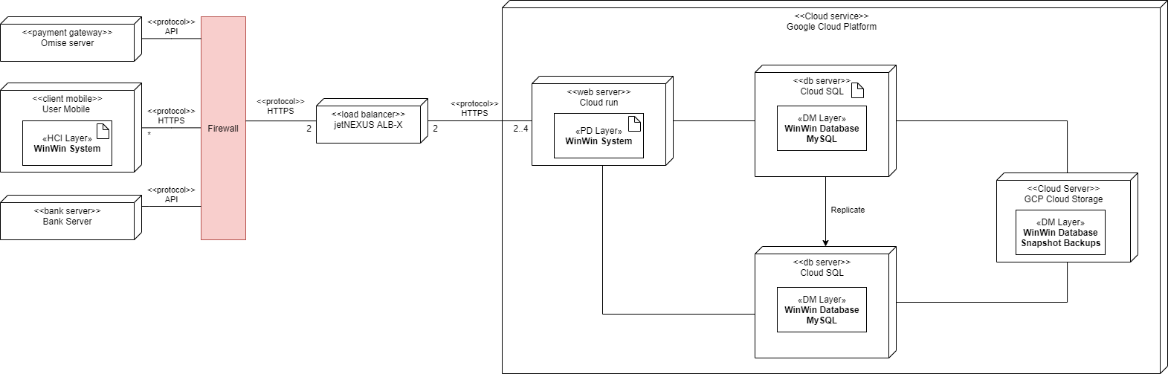 <<payment gateway>>
Omise server
<<protocol>>
API
<<client mobile>>
User Mobile
«HCI Layer»
WinWin System
<<protocol>>
HTTPS
*
<<bank server>>
Bank Server
<<protocol>>
API
Firewall
<<protocol>>
HTTPS
2
<<load balancer>>
jetNEXUS ALB-X
2
<<protocol>>
HTTPS
2..4
<<Cloud service>>
Google Cloud Platform
<<web server>>
Cloud run
«PD Layer»
WinWin System
<<db server>>
Cloud SQL
«DM Layer»
WinWin Database
MySQL
Replicate
<<db server>>
Cloud SQL
«DM Layer»
WinWin Database
MySQL
<<Cloud Server>>
GCP Cloud Storage
«DM Layer»
WinWin Database
Snapshot Backups